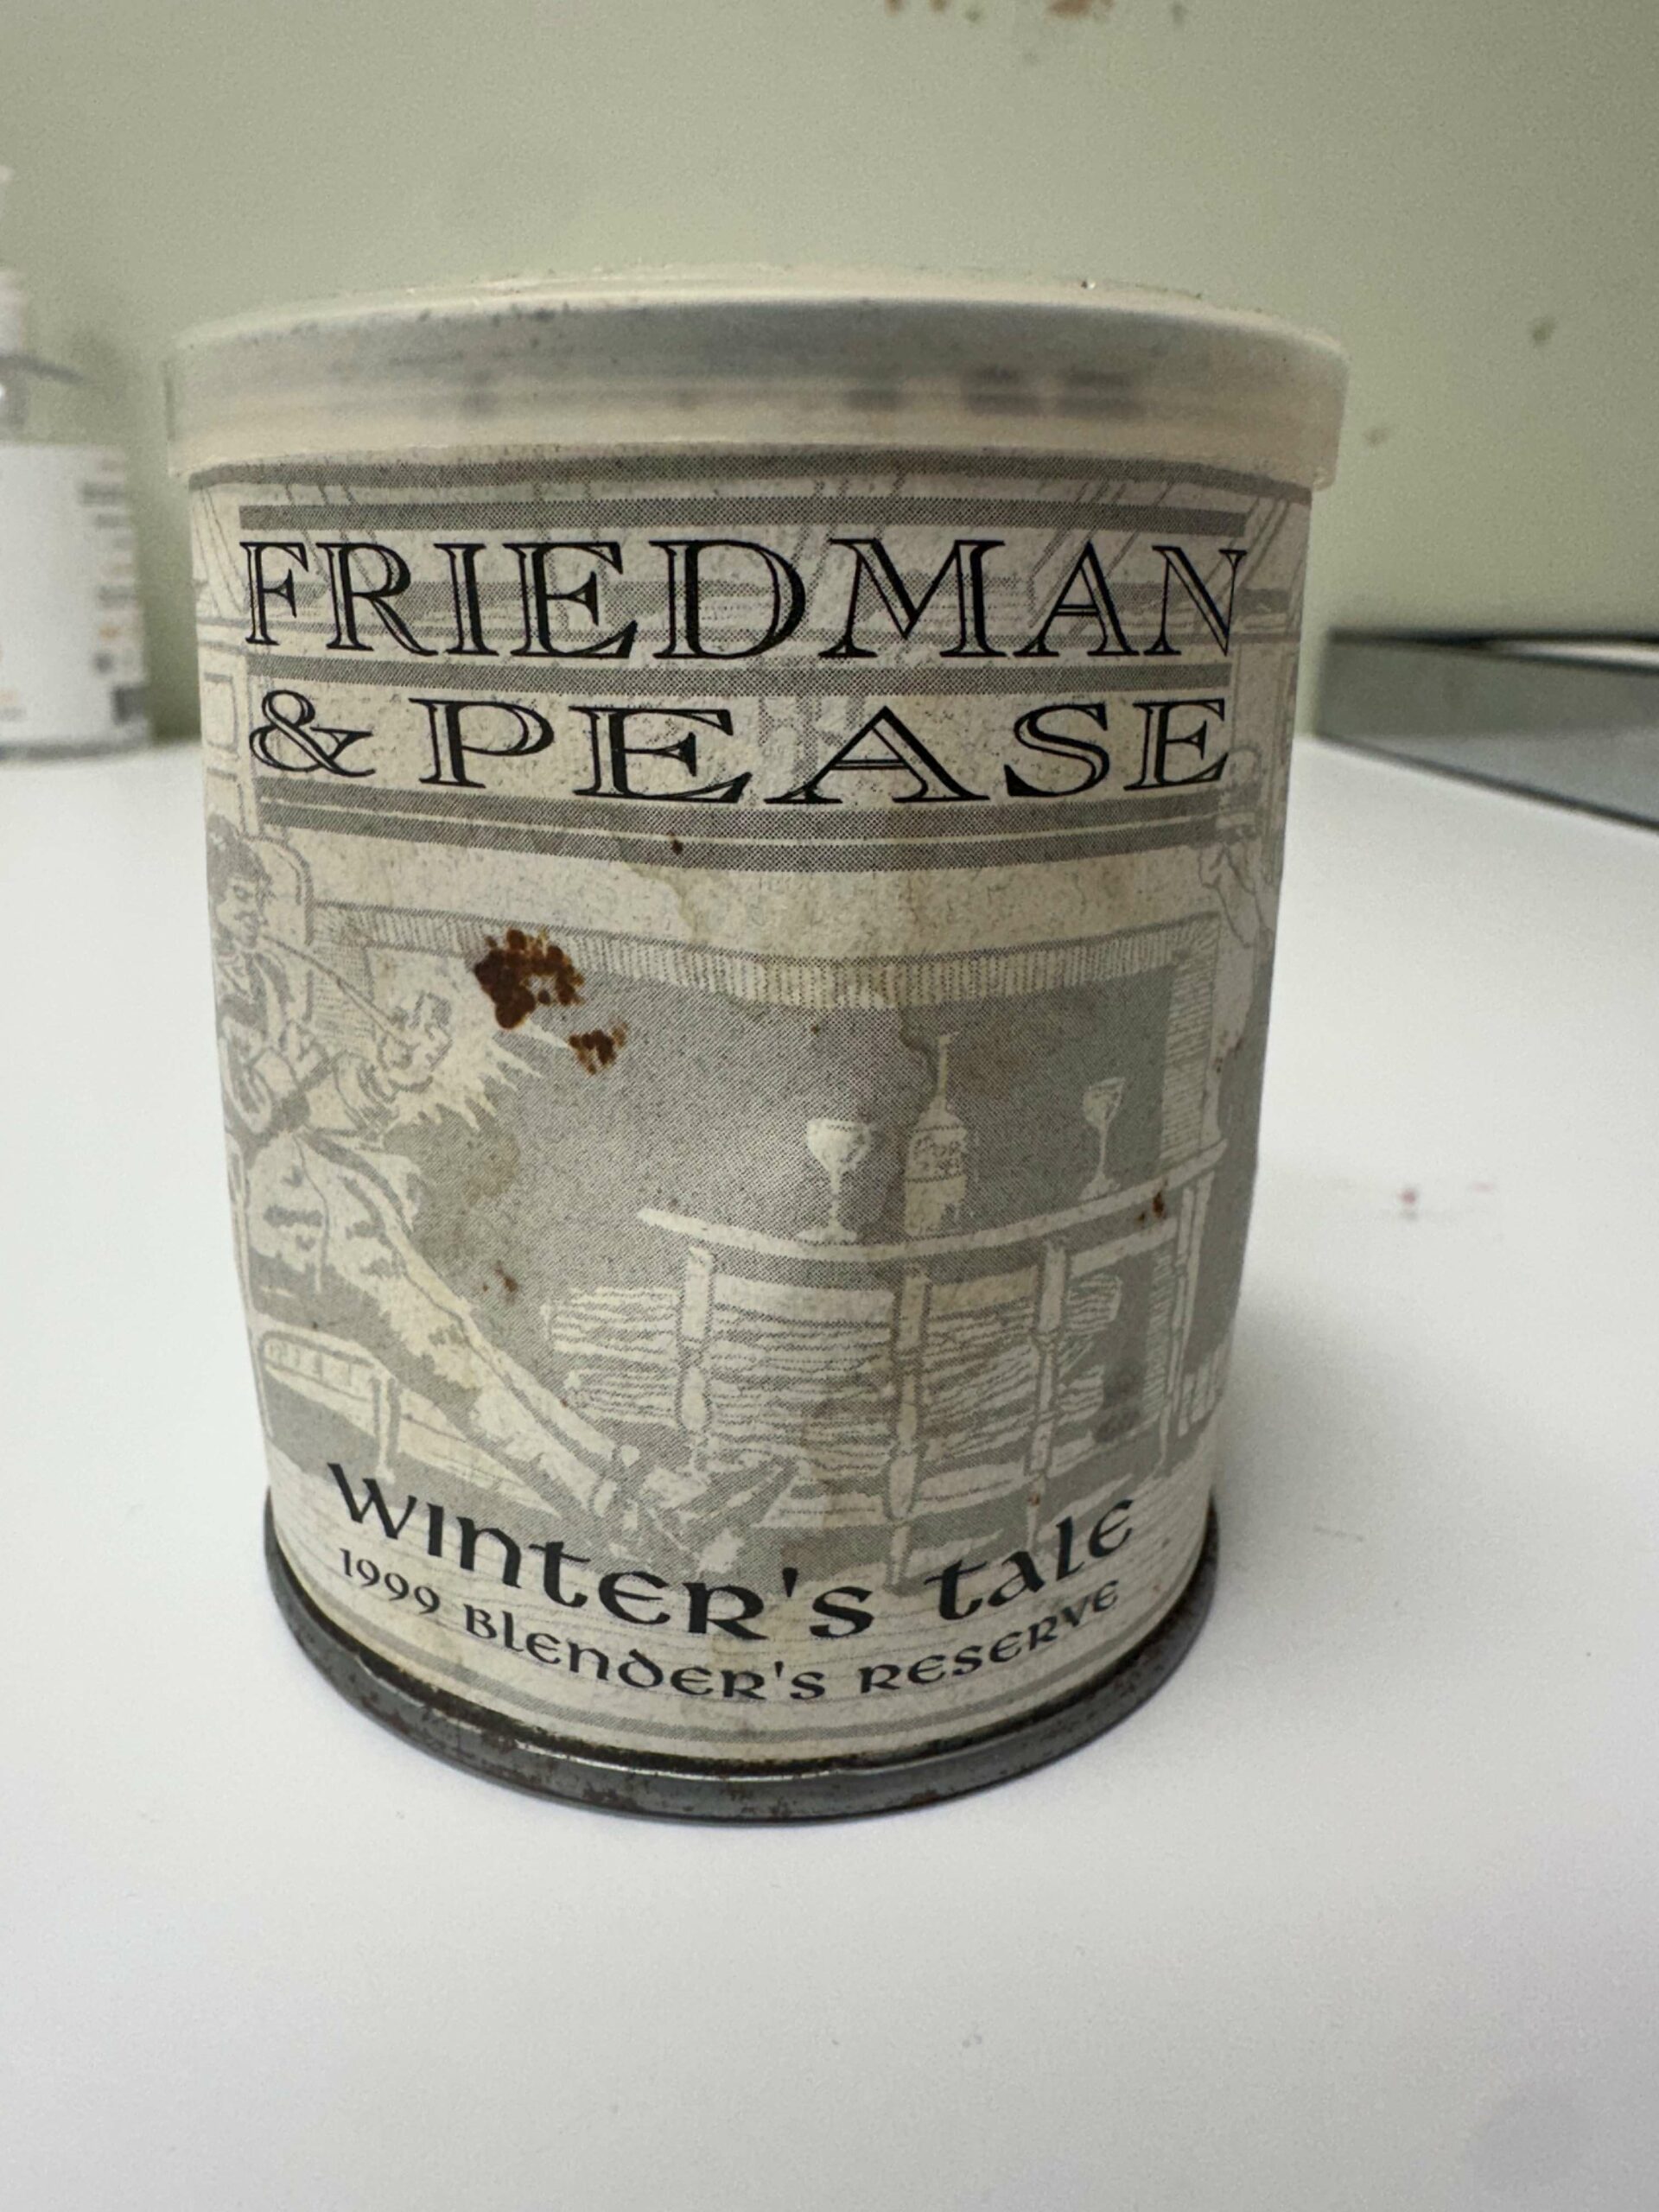 FRIEDMAN
& PEASE
WINTER'S TALE
1999 BLENDER'S RESERVE